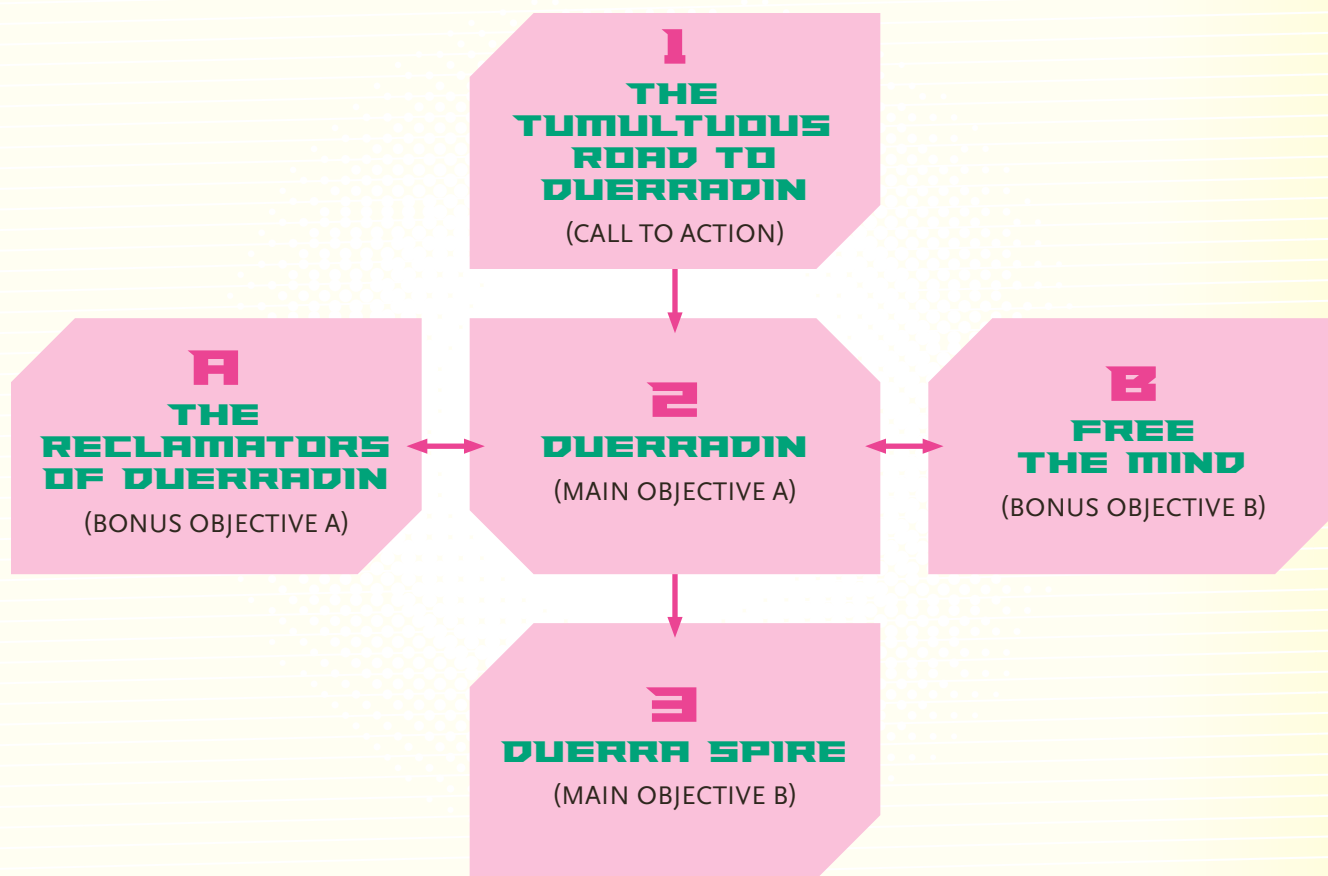 1
THE
TUMULTUOUS
ROAD TO
DUERRADIN
(CALL TO ACTION)
A
THE
RECLAMATORS
OF DUERRADIN
(BONUS OBJECTIVE A)
2
DUERRADIN
(MAIN OBJECTIVE A)
B
FREE
THE MIND
(BONUS OBJECTIVE B)
3
DUERRA SPIRE
(MAIN OBJECTIVE B)